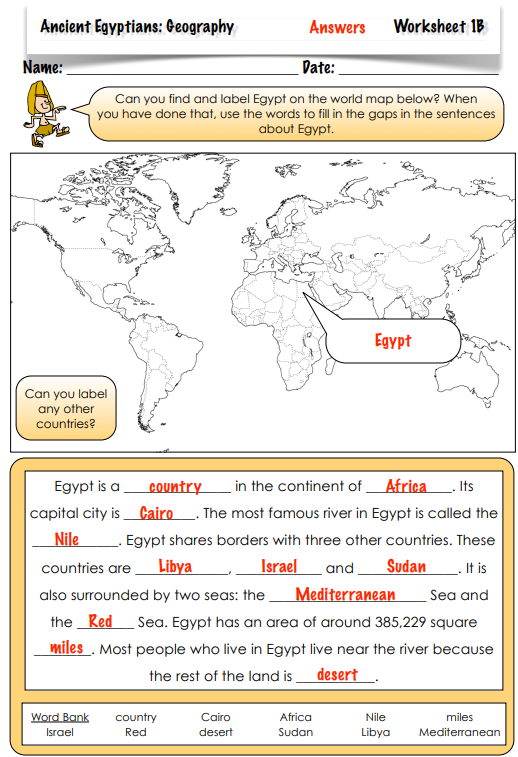 Ancient Egyptians: Geography Answers Worksheet 1B
Name: ______________ Date: ______________
Can you find and label Egypt on the world map below? When
you have done that, use the words to fill in the gaps in the sentences
about Egypt.
Egypt
Can you label
any other
countries?
Egypt is a country in the continent of Africa. Its
capital city is Cairo. The most famous river in Egypt is called the
Nile. Egypt shares borders with three other countries. These
countries are Libya, Israel and Sudan. It is
also surrounded by two seas: the Mediterranean Sea and
the Red Sea. Egypt has an area of around 385,229 square
miles. Most people who live in Egypt live near the river because
the rest of the land is desert.
Word Bank country Cairo Africa Nile miles
Israel Red desert Sudan Libya Mediterranean